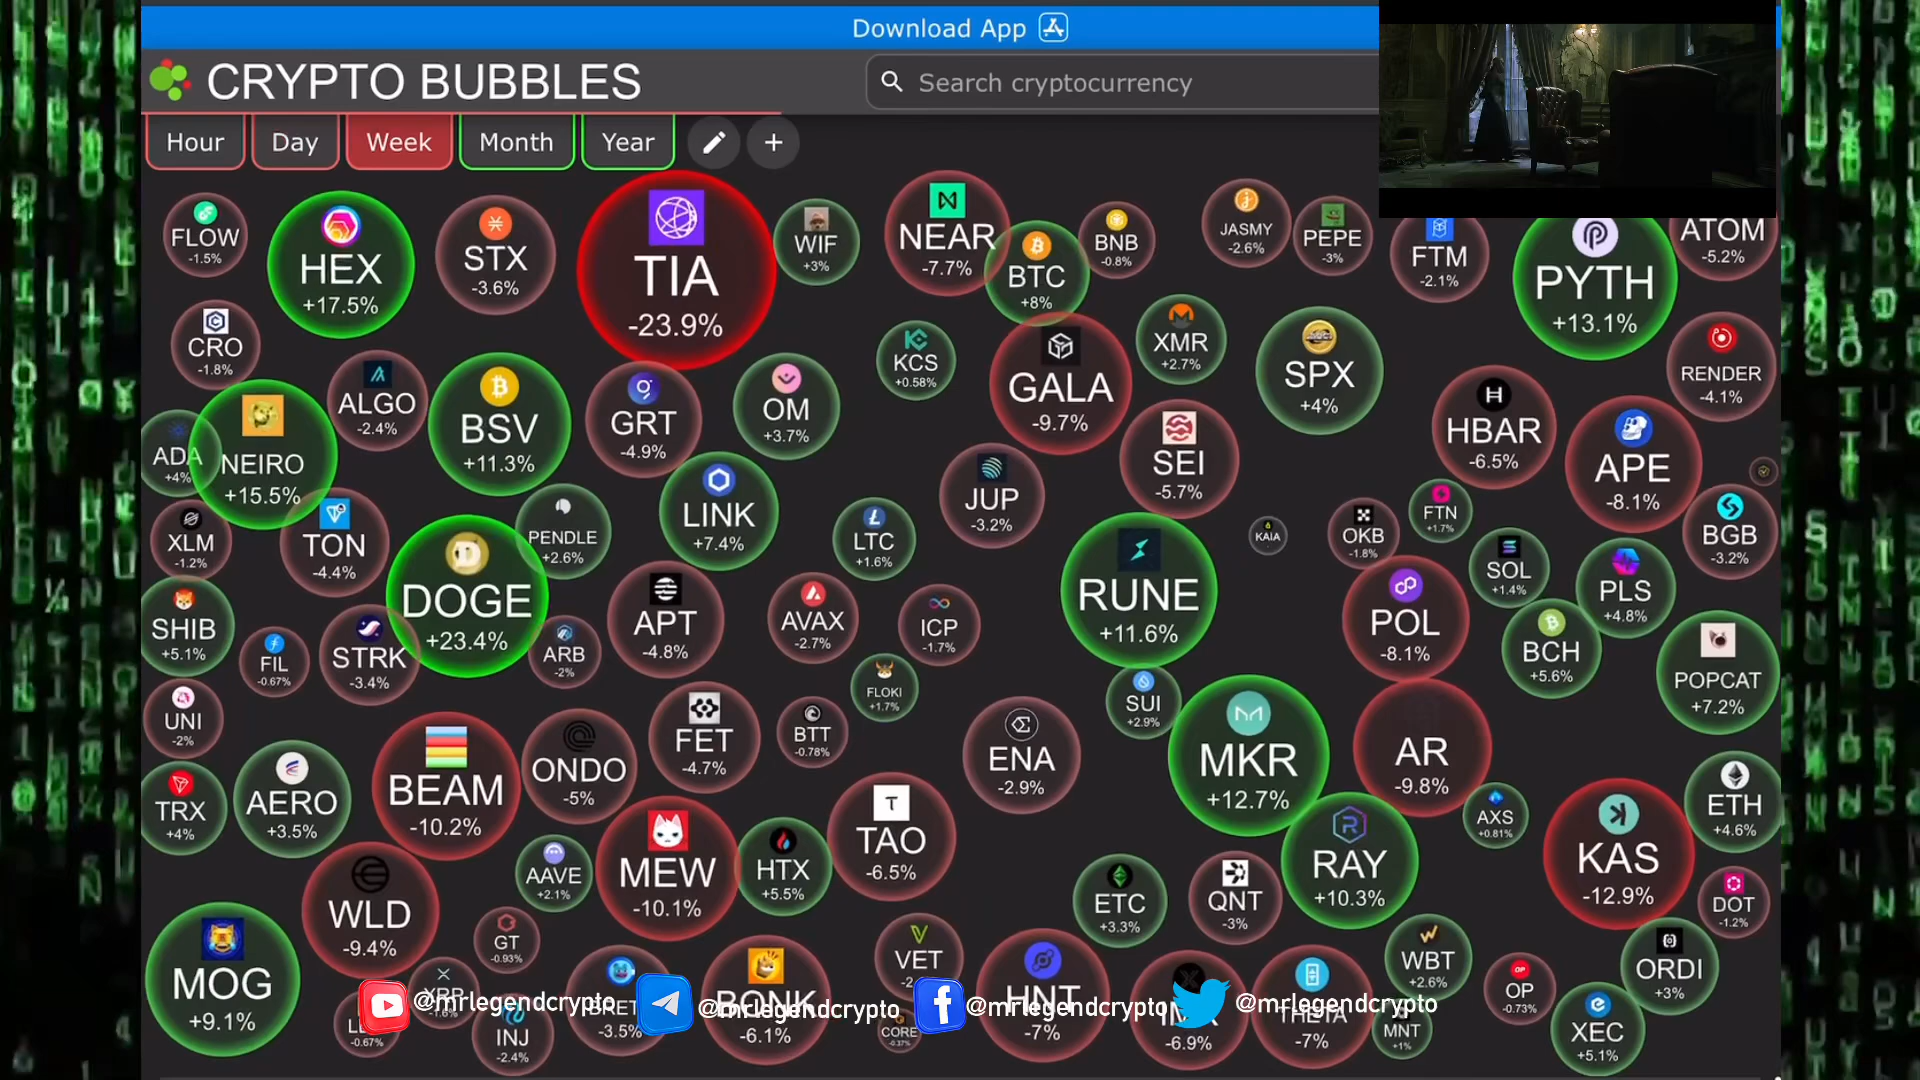 Download App
CRYPTO BUBBLES
Search cryptocurrency
Hour Day Week Month Year
FLOW
-1.5%
HEX
+17.5%
STX
-3.6%
TIA
-23.9%
WIF
+3%
NEAR
-7.7%
BTC
+8%
BNB
-0.8%
JASMY
-2.6%
PEPE
-3%
FTM
-2.1%
PYTH
+13.1%
ATOM
-5.2%
CRO
-1.8%
ALGO
-2.4%
BSV
+11.3%
GRT
-4.9%
OM
+3.7%
KCS
+0.58%
GALA
-9.7%
XMR
+2.7%
SPX
+4%
RENDER
-4.1%
ADA
+4%
NEIRO
+15.5%
LINK
+7.4%
JUP
-3.2%
SEI
-5.7%
HBAR
-6.5%
APE
-8.1%
XLM
-1.2%
TON
-4.4%
PENDLE
+2.6%
LTC
+1.6%
KAIA
OKB
-1.8%
FTN
+1.7%
BGB
-3.2%
SHIB
+5.1%
FIL
-0.67%
STRK
-3.4%
DOGE
+23.4%
ARB
-2%
APT
-4.8%
AVAX
-2.7%
ICP
-1.7%
RUNE
+11.6%
POL
-8.1%
SOL
+1.4%
PLS
+4.8%
BCH
+5.6%
POPCAT
+7.2%
UNI
-2%
FLOKI
+1.7%
SUI
+2.9%
TRX
+4%
AERO
+3.5%
BEAM
-10.2%
ONDO
-5%
FET
-4.7%
BTT
-0.78%
ENA
-2.9%
MKR
+12.7%
AR
-9.8%
AXS
+0.81%
ETH
+4.6%
WLD
-9.4%
AAVE
+2.1%
MEW
-10.1%
HTX
+5.5%
TAO
-6.5%
ETC
+3.3%
QNT
-3%
RAY
+10.3%
KAS
-12.9%
DOT
-1.2%
MOG
+9.1%
GT
-0.93%
XRP
-1.6%
-0.67%
INJ
-2.4%
BRET
-3.5%
BONK
-6.1%
VET
CORE
-0.37%
HNT
-7%
-6.9%
THETA
-7%
WBT
+2.6%
MNT
+1%
OP
-0.73%
ORDI
+3%
XEC
+5.1%
@mrlegendcrypto @mrlegendcrypto @mrlegendcrypto @mrlegendcrypto